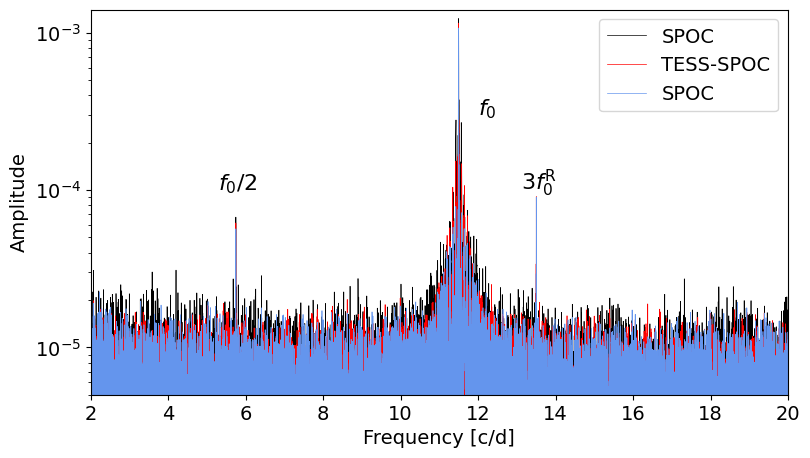 SPOC
TESS-SPOC
SPOC
f₀
f₀/2
3f₀ᴿ
Amplitude
10⁻³
10⁻⁴
10⁻⁵
2 4 6 8 10 12 14 16 18 20
Frequency [c/d]